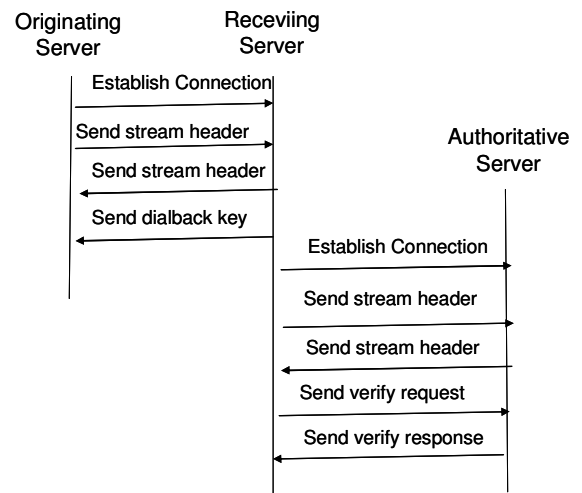 Originating
Server
Receviing
Server
Establish Connection
Send stream header
Send stream header
Send dialback key
Authoritative
Server
Establish Connection
Send stream header
Send stream header
Send verify request
Send verify response